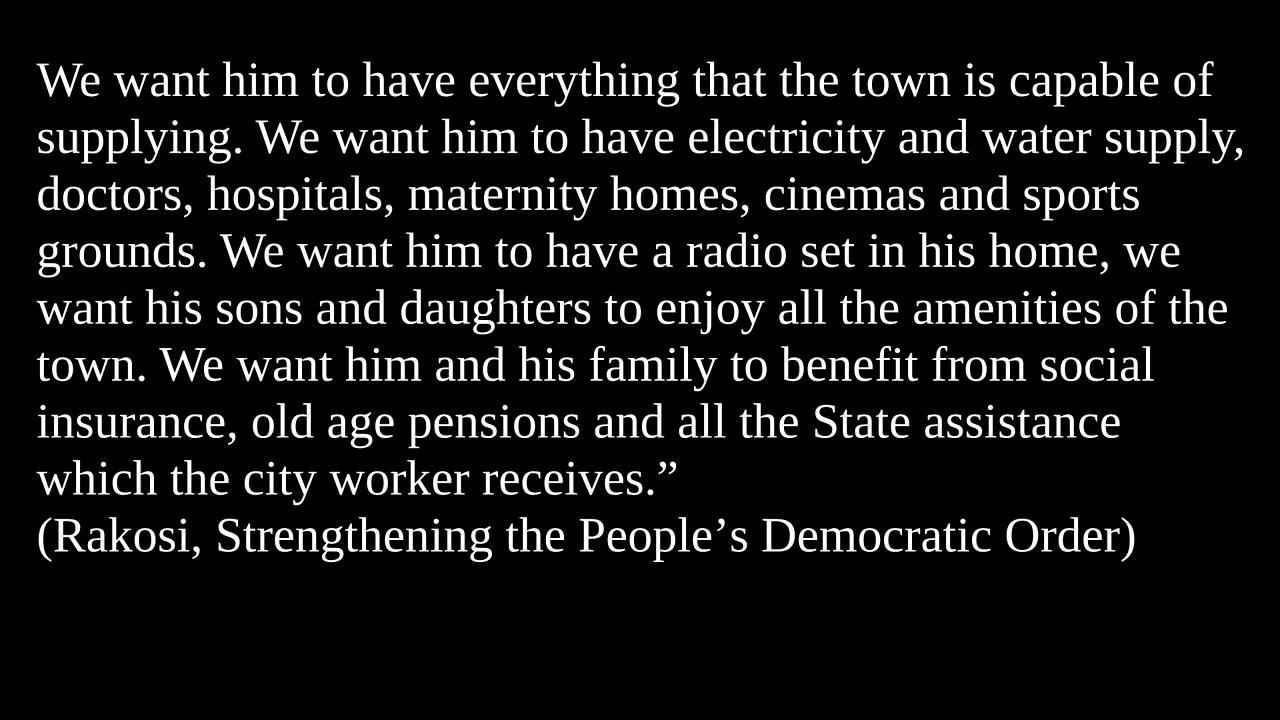 We want him to have everything that the town is capable of
supplying. We want him to have electricity and water supply,
doctors, hospitals, maternity homes, cinemas and sports
grounds. We want him to have a radio set in his home, we
want his sons and daughters to enjoy all the amenities of the
town. We want him and his family to benefit from social
insurance, old age pensions and all the State assistance
which the city worker receives.”
(Rakosi, Strengthening the People’s Democratic Order)